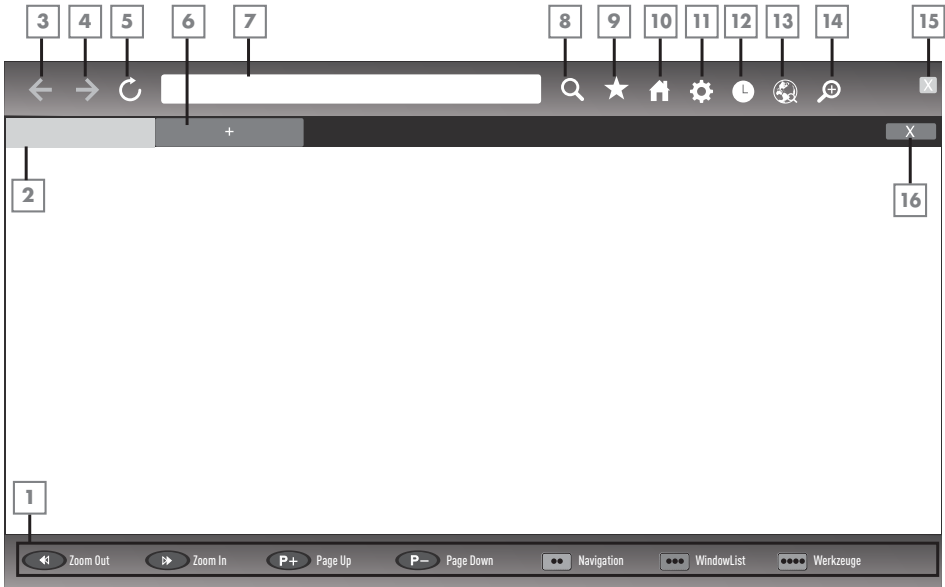 3 4 5 6 7 8 9 10 11 12 13 14 15
X
+ X
2 16
1
Zoom Out Zoom In P+ Page Up P− Page Down Navigation WindowList Werkzeuge